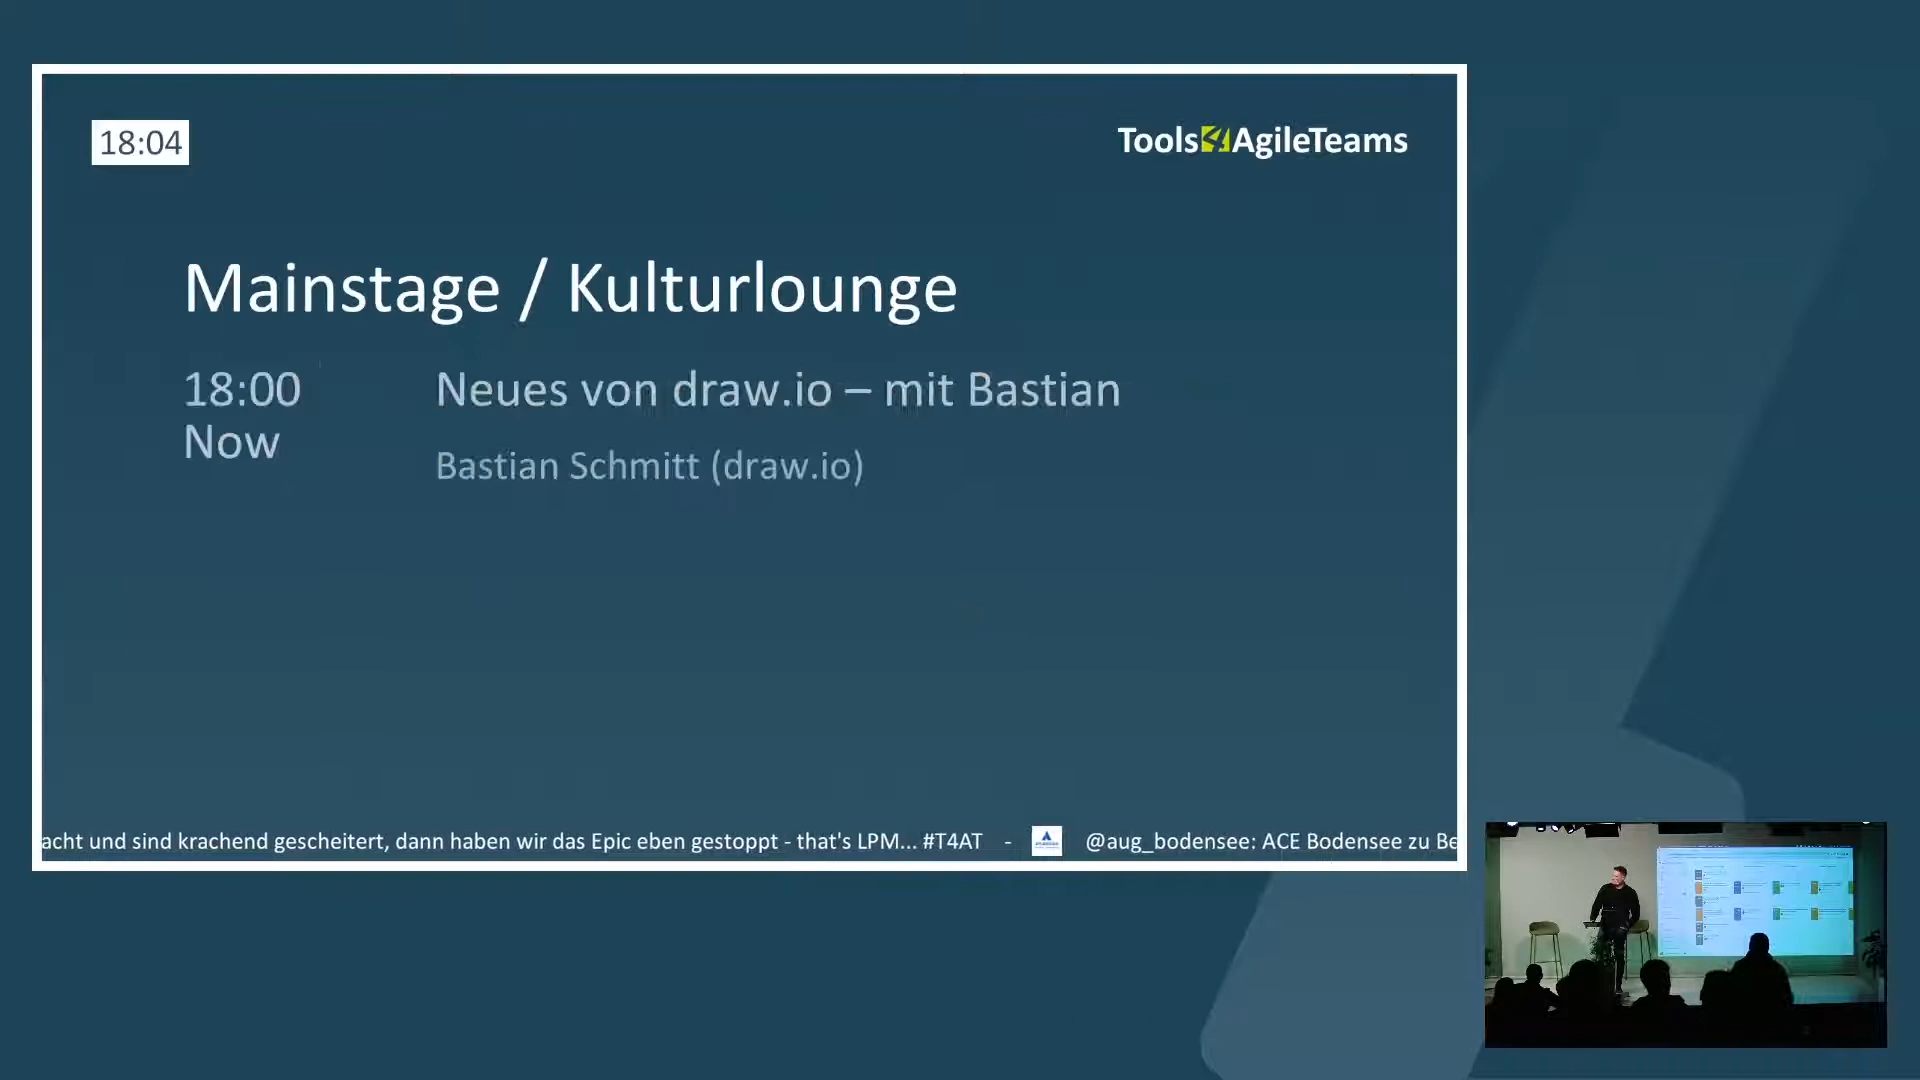 18:04
Tools4AgileTeams
Mainstage / Kulturlounge
18:00
Now
Neues von draw.io – mit Bastian
Bastian Schmitt (draw.io)
acht und sind krachend gescheitert, dann haben wir das Epic eben gestoppt - that's LPM... #T4AT - @aug_bodensee: ACE Bodensee zu Be